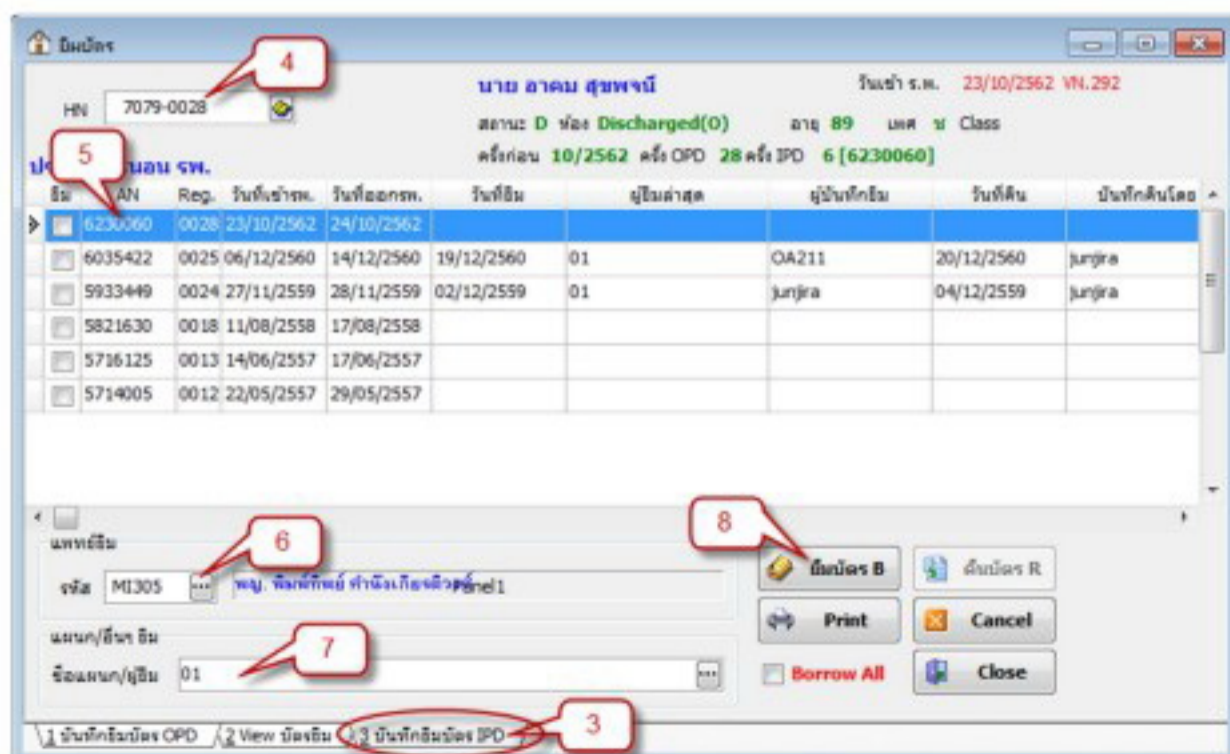 ยืมบัตร
4
HN 7079-0028
นาย อาคม สุขพจนี วันเข้า ร.พ. 23/10/2562 VN.292
สถานะ D ห้อง Discharged(O) อายุ 89 เพศ ช Class
ครั้งก่อน 10/2562 ครั้ง OPD 28 ครั้ง IPD 6 [6230060]
5
นอน รพ.
ยืม AN Reg. วันที่เข้ารพ. วันที่ออกรพ. วันที่ยืม ผู้ยืมล่าสุด ผู้บันทึกยืม วันที่คืน บันทึกคืนโดย
6230060 0028 23/10/2562 24/10/2562
6035422 0025 06/12/2560 14/12/2560 19/12/2560 01 OA211 20/12/2560 junjira
5933449 0024 27/11/2559 28/11/2559 02/12/2559 01 junjira 04/12/2559 junjira
5821630 0018 11/08/2558 17/08/2558
5716125 0013 14/06/2557 17/06/2557
5714005 0012 22/05/2557 29/05/2557
แพทย์ยืม
6
8
รหัส MI305 ... พญ. พิมพ์ทิพย์
ยืมบัตร B คืนบัตร R
Print Cancel
แผนก/อื่นๆ ยืม
7
ชื่อแผนก/ผู้ยืม 01 ...
Borrow All Close
1 บันทึกยืมบัตร OPD 2 View บัตรยืม 3 บันทึกยืมบัตร IPD
3